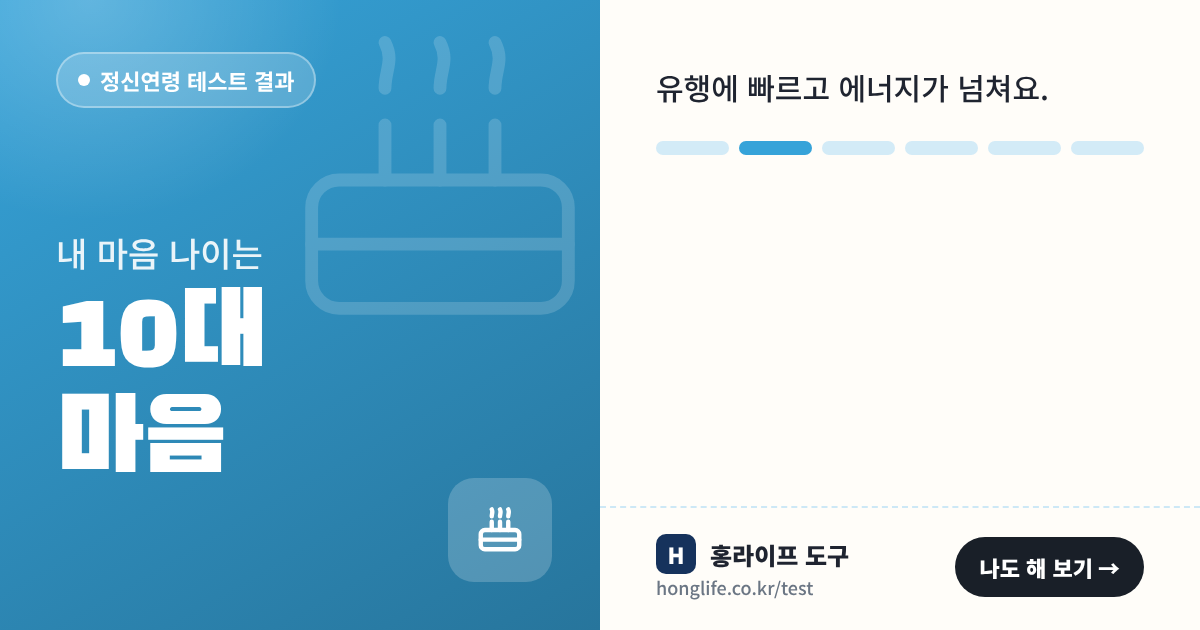 정신연령 테스트 결과
내 마음 나이는
10대
마음
유행에 빠르고 에너지가 넘쳐요.
H 홍라이프 도구
honglife.co.kr/test
나도 해 보기 →